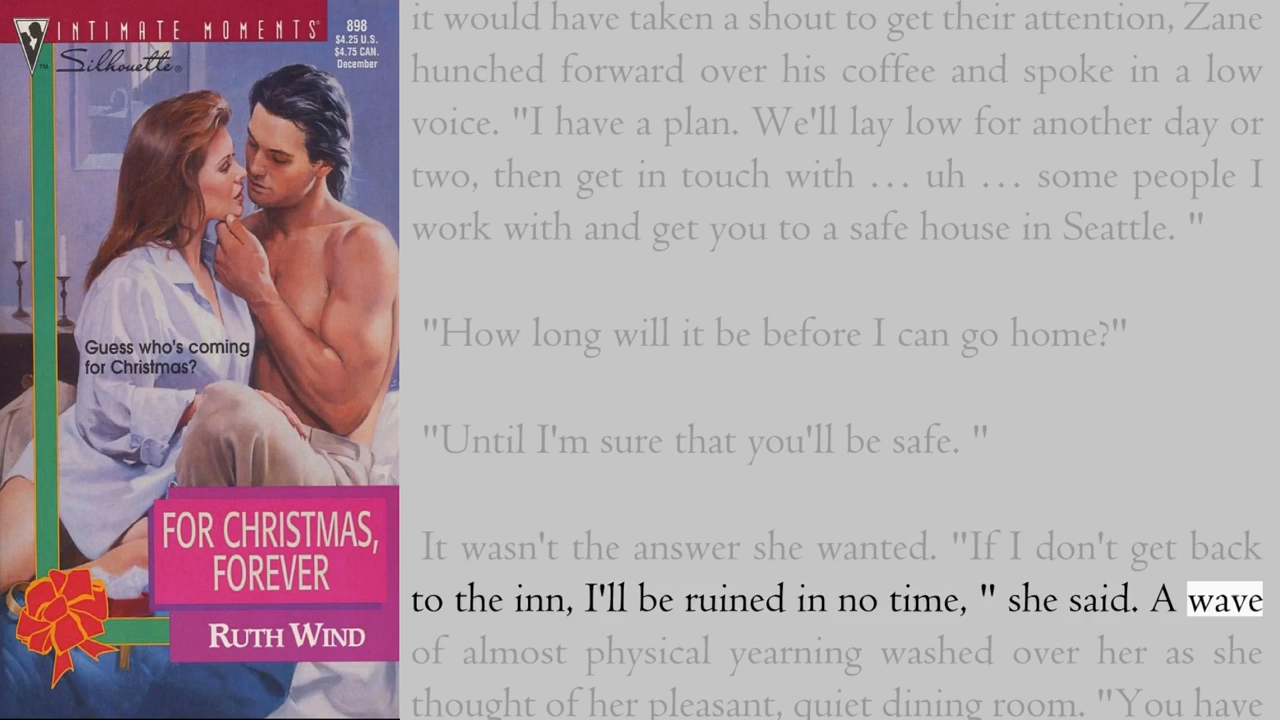 INTIMATE MOMENTS®
898
$4.25 U.S.
$4.75 CAN.
December
™
Silhouette®
Guess who's coming
for Christmas?
FOR CHRISTMAS,
FOREVER
RUTH WIND
it would have taken a shout to get their attention, Zane
hunched forward over his coffee and spoke in a low
voice. "I have a plan. We'll lay low for another day or
two, then get in touch with … uh … some people I
work with and get you to a safe house in Seattle. "
"How long will it be before I can go home?"
"Until I'm sure that you'll be safe. "
It wasn't the answer she wanted. "If I don't get back
to the inn, I'll be ruined in no time, " she said. A wave
of almost physical yearning washed over her as she
thought of her pleasant, quiet dining room. "You have